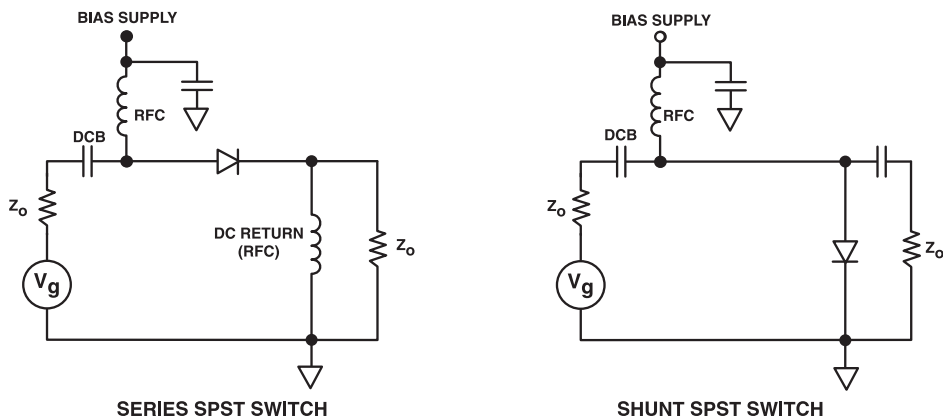 BIAS SUPPLY
RFC
DCB
Zo
Vg
DC RETURN
(RFC)
Zo
SERIES SPST SWITCH
BIAS SUPPLY
RFC
DCB
Zo
Vg
Zo
SHUNT SPST SWITCH